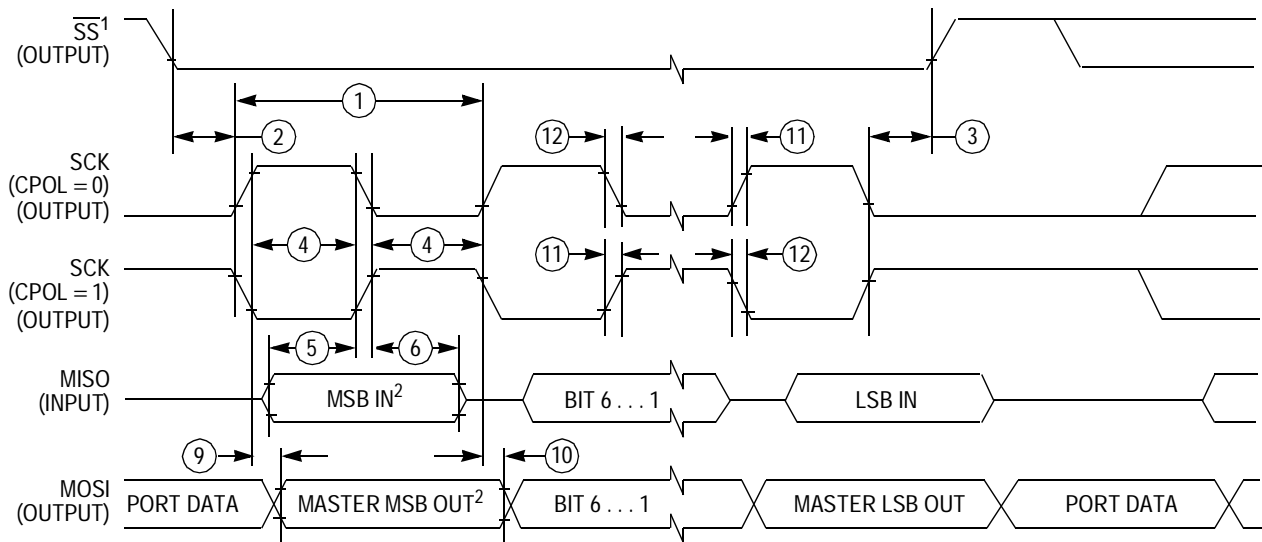 SS¹
(OUTPUT)
1
2
12
11
3
SCK
(CPOL = 0)
(OUTPUT)
4
4
SCK
(CPOL = 1)
(OUTPUT)
11
12
5
6
MISO
(INPUT)
MSB IN²
BIT 6 . . . 1
LSB IN
9
10
MOSI
(OUTPUT)
PORT DATA
MASTER MSB OUT²
BIT 6 . . . 1
MASTER LSB OUT
PORT DATA